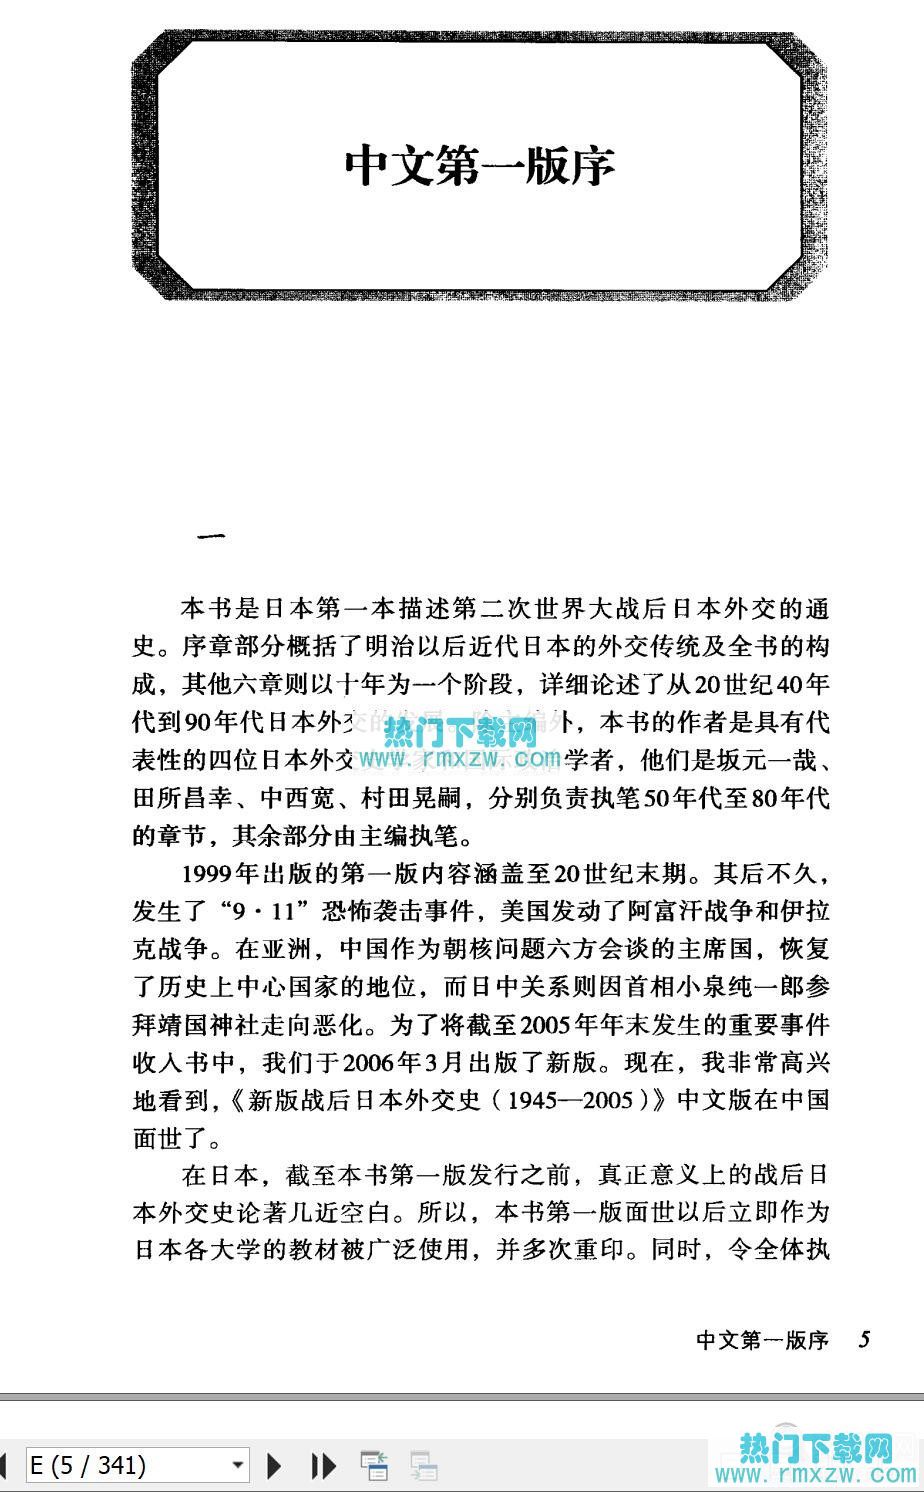 中文第一版序
一
本书是日本第一本描述第二次世界大战后日本外交的通
史。序章部分概括了明治以后近代日本的外交传统及全书的构
成，其他六章则以十年为一个阶段，详细论述了从20世纪40年
代到90年代日本外交的发展。除主编外，本书的作者是具有代
热门下载网
表性的四位日本外交 学者，他们是坂元一哉、
www.rmxzw.com
田所昌幸、中西宽、村田晃嗣，分别负责执笔50年代至80年代
的章节，其余部分由主编执笔。
1999年出版的第一版内容涵盖至20世纪末期。其后不久，
发生了“9·11”恐怖袭击事件，美国发动了阿富汗战争和伊拉
克战争。在亚洲，中国作为朝核问题六方会谈的主席国，恢复
了历史上中心国家的地位，而日中关系则因首相小泉纯一郎参
拜靖国神社走向恶化。为了将截至2005年年末发生的重要事件
收入书中，我们于2006年3月出版了新版。现在，我非常高兴
地看到，《新版战后日本外交史（1945—2005）》中文版在中国
面世了。
在日本，截至本书第一版发行之前，真正意义上的战后日
本外交史论著几近空白。所以，本书第一版面世以后立即作为
日本各大学的教材被广泛使用，并多次重印。同时，令全体执
中文第一版序 5
E (5 / 341)
热门下载网
www.rmxzw.com